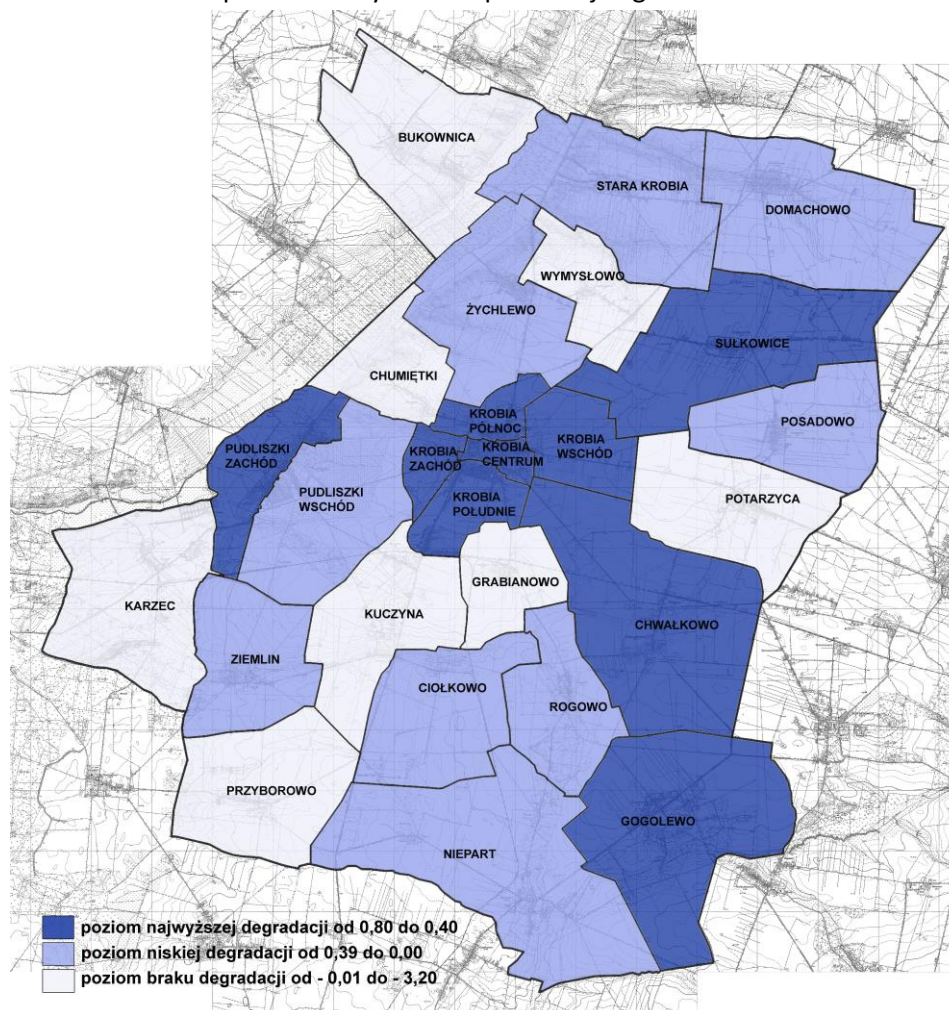 BUKOWNICA
STARA KROBIA
DOMACHOWO
WYMYSŁOWO
ŻYCHLEWO
SUŁKOWICE
CHUMIĘTKI
POSADOWO
KROBIA
PÓŁNOC
PUDLISZKI
ZACHÓD
KROBIA
ZACHÓD
KROBIA
CENTRUM
KROBIA
WSCHÓD
PUDLISZKI
WSCHÓD
KROBIA
POŁUDNIE
POTARZYCA
GRABIANOWO
KARZEC
KUCZYNA
CHWAŁKOWO
ZIEMLIN
CIOŁKOWO
ROGOWO
PRZYBOROWO
GOGOLEWO
NIEPART
poziom najwyższej degradacji od 0,80 do 0,40
poziom niskiej degradacji od 0,39 do 0,00
poziom braku degradacji od - 0,01 do - 3,20